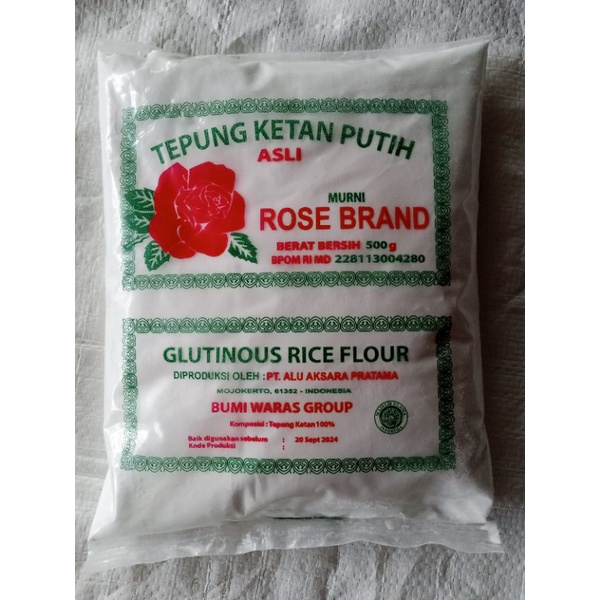 TEPUNG KETAN PUTIH
ASLI
MURNI
ROSE BRAND
BERAT BERSIH 500 g
BPOM RI MD 228113004280
GLUTINOUS RICE FLOUR
DIPRODUKSI OLEH : PT. ALU AKSARA PRATAMA
MOJOKERTO, 61352 - INDONESIA
BUMI WARAS GROUP
Komposisi : Tepung Ketan 100%
Baik digunakan sebelum : 20 Sept 2024
Kode Produksi :